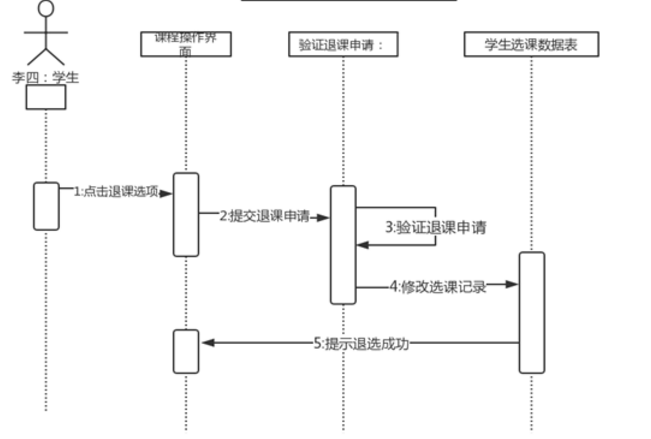 课程操作界
面
验证退课申请：
学生选课数据表
李四：学生
1:点击退课选项
2:提交退课申请
3:验证退课申请
4:修改选课记录
5:提示退选成功